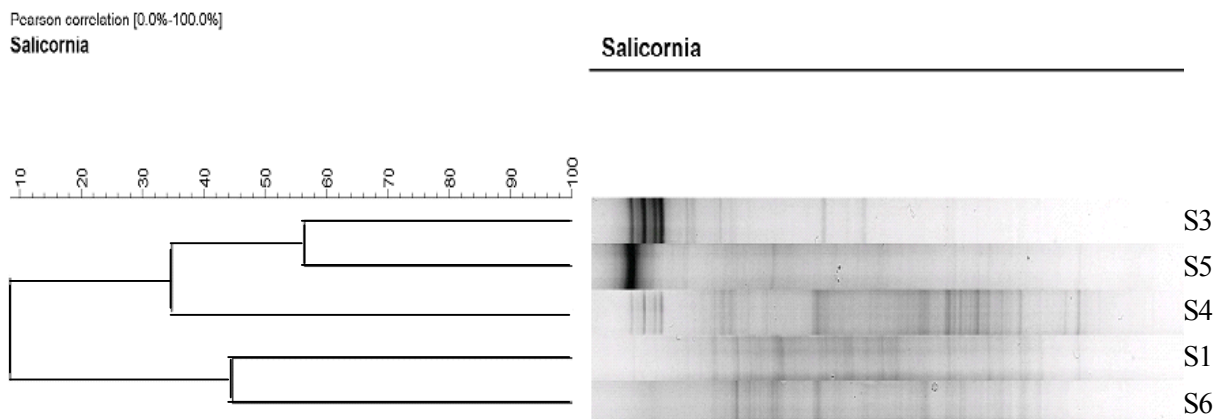 Pearson correlation [0.0%-100.0%]
Salicornia
Salicornia
10 20 30 40 50 60 70 80 90 100
S3
S5
S4
S1
S6